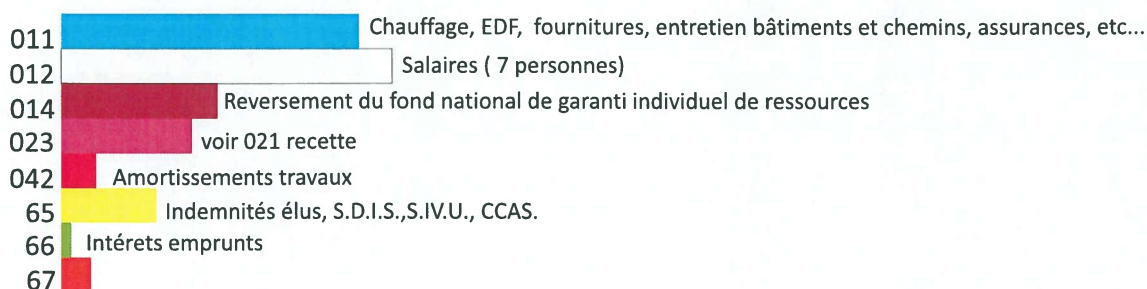 011 Chauffage, EDF, fournitures, entretien bâtiments et chemins, assurances, etc...
012 Salaires ( 7 personnes)
014 Reversement du fond national de garanti individuel de ressources
023 voir 021 recette
042 Amortissements travaux
65 Indemnités élus, S.D.I.S.,S.IV.U., CCAS.
66 Intérets emprunts
67